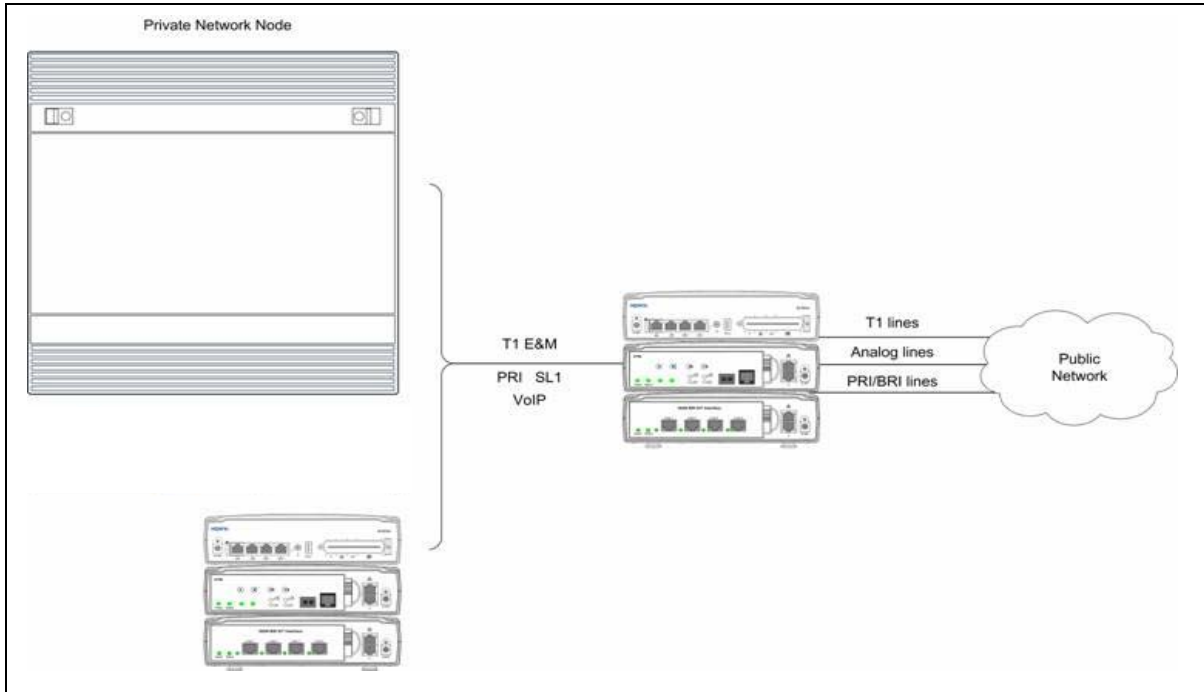 Private Network Node
T1 E&M
PRI SL1
VoIP
T1 lines
Analog lines
PRI/BRI lines
Public
Network